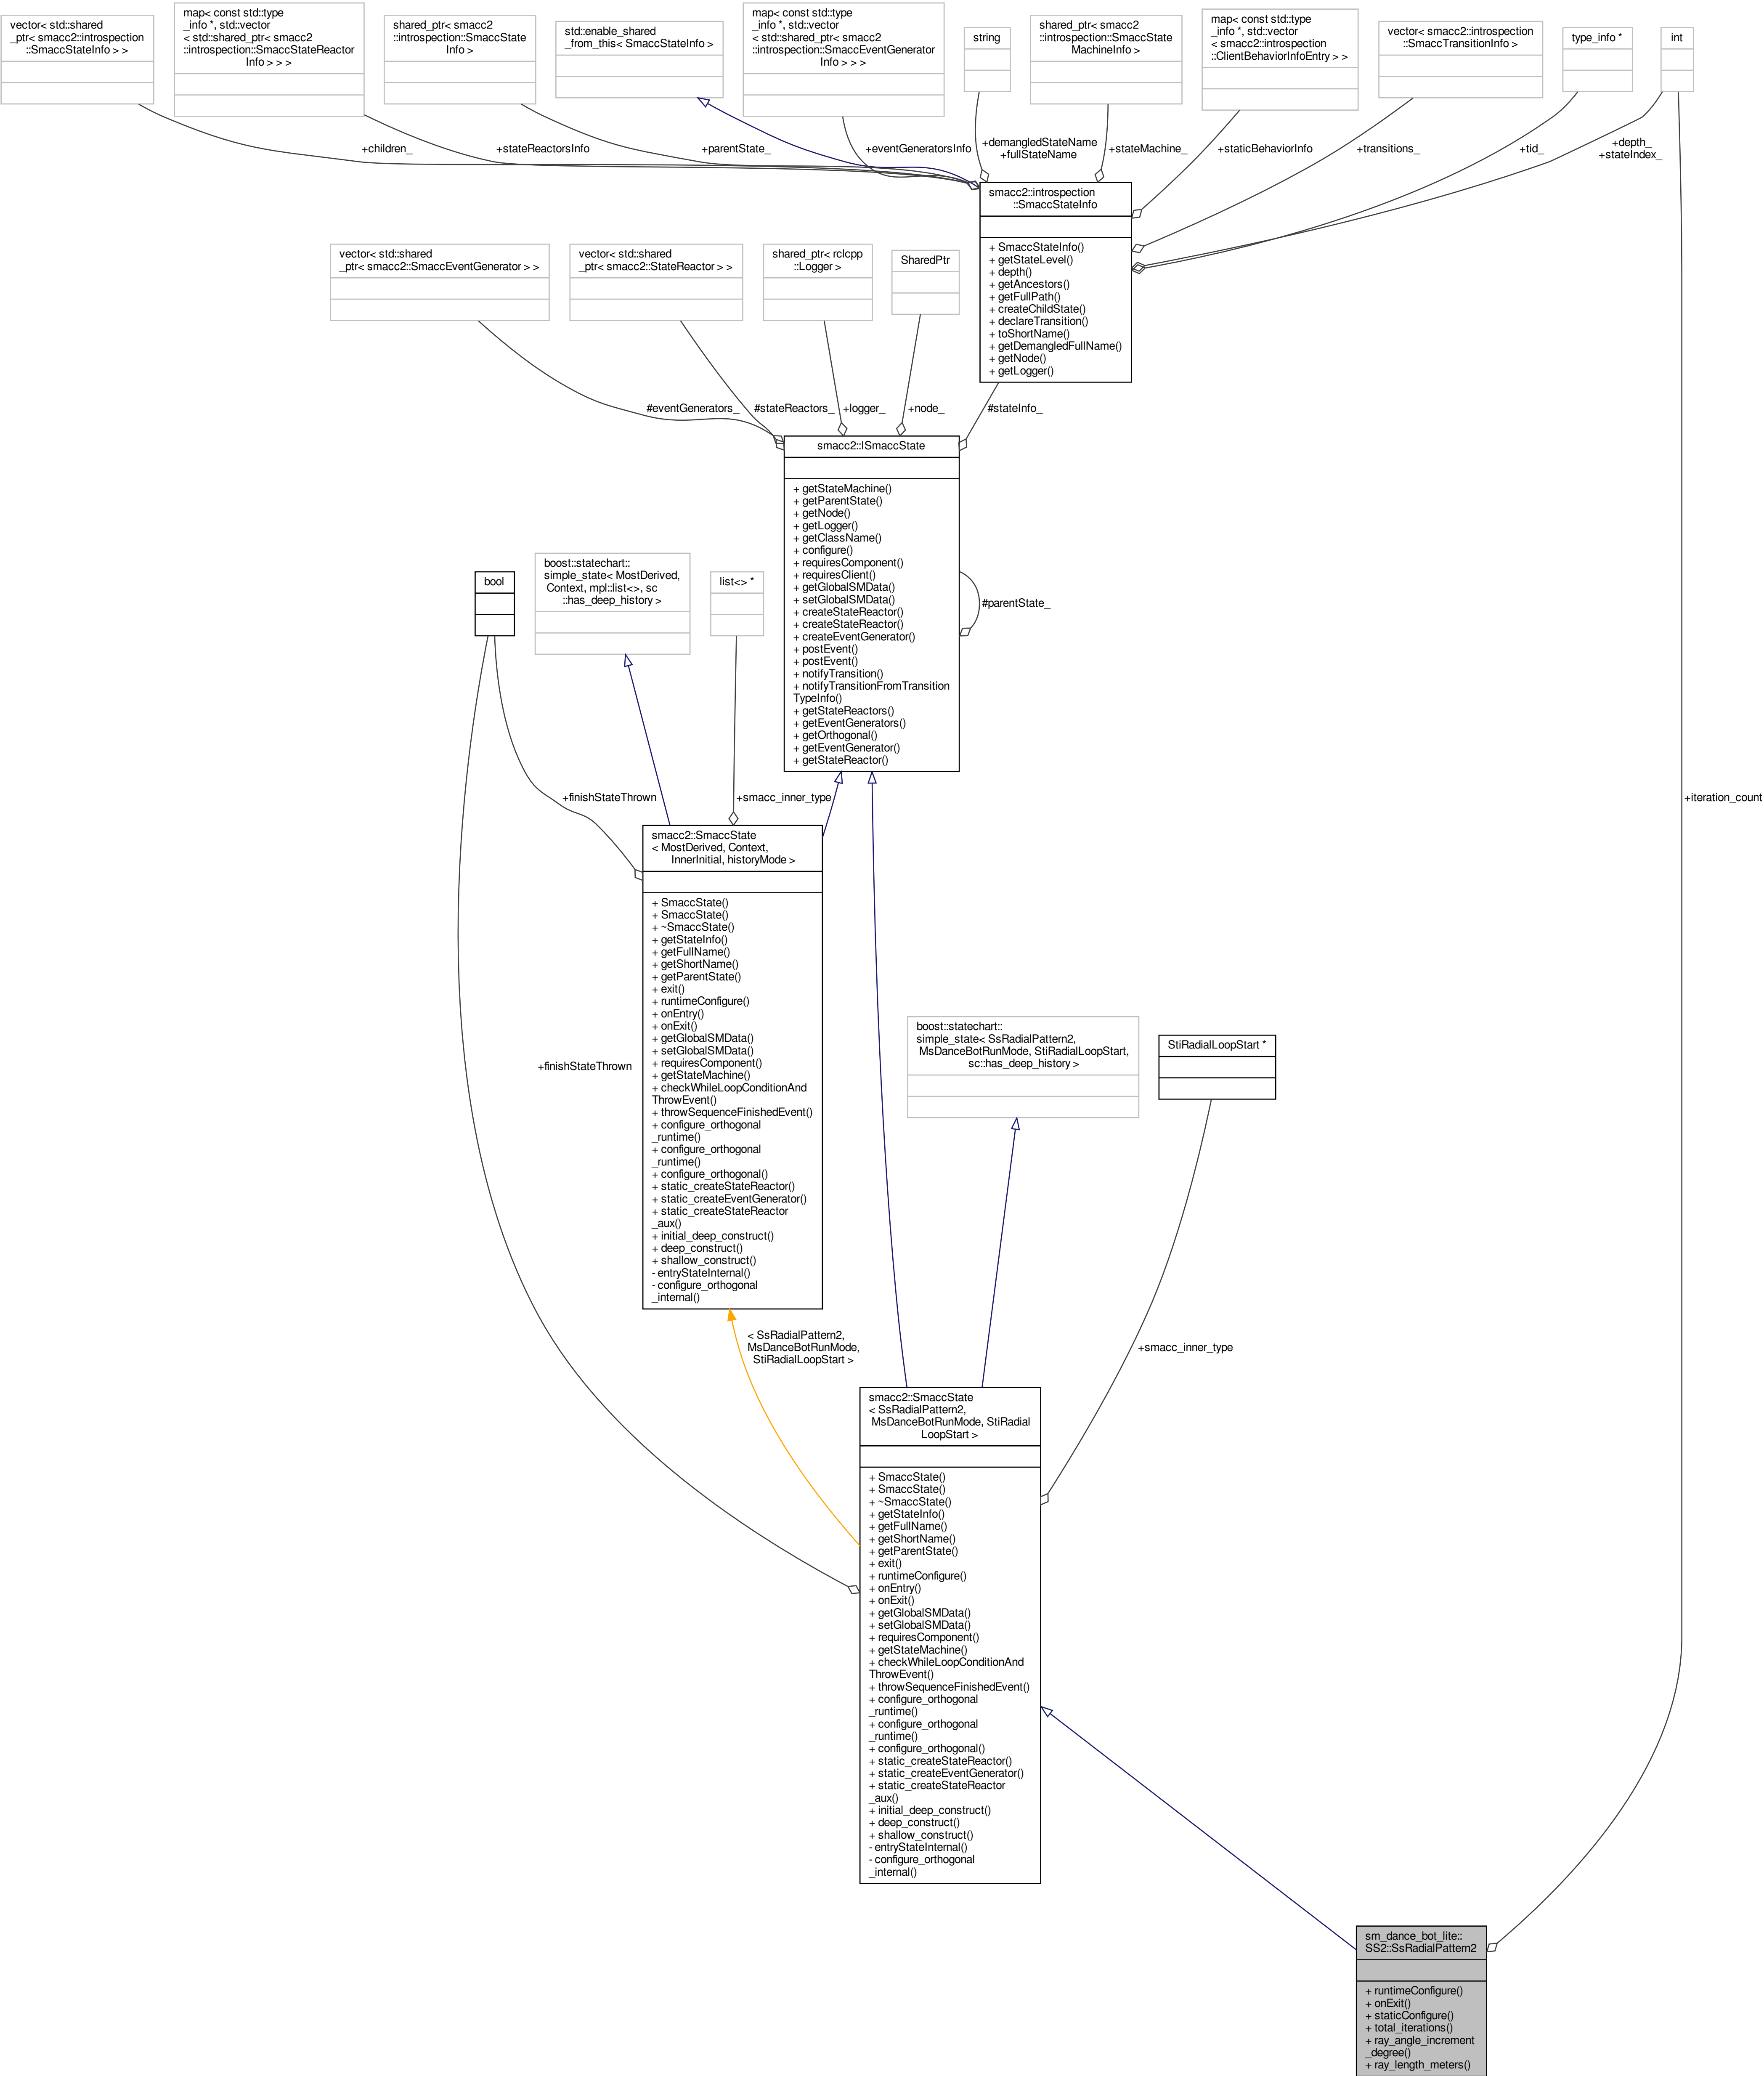 vector< std::shared
_ptr< smacc2::introspection
::SmaccStateInfo > >
map< const std::type
_info *, std::vector
< std::shared_ptr< smacc2
::introspection::SmaccStateReactor
Info > > >
shared_ptr< smacc2
::introspection::SmaccState
Info >
std::enable_shared
_from_this< SmaccStateInfo >
map< const std::type
_info *, std::vector
< std::shared_ptr< smacc2
::introspection::SmaccEventGenerator
Info > > >
string
shared_ptr< smacc2
::introspection::SmaccState
MachineInfo >
map< const std::type
_info *, std::vector
< smacc2::introspection
::ClientBehaviorInfoEntry > >
vector< smacc2::introspection
::SmaccTransitionInfo >
type_info *
int
+children_
+stateReactorsInfo
+parentState_
+eventGeneratorsInfo
+demangledStateName
+fullStateName
+stateMachine_
+staticBehaviorInfo
+transitions_
+tid_
+depth_
+stateIndex_
smacc2::introspection
::SmaccStateInfo
+ SmaccStateInfo()
+ getStateLevel()
+ depth()
+ getAncestors()
+ getFullPath()
+ createChildState()
+ declareTransition()
+ toShortName()
+ getDemangledFullName()
+ getNode()
+ getLogger()
vector< std::shared
_ptr< smacc2::SmaccEventGenerator > >
vector< std::shared
_ptr< smacc2::StateReactor > >
shared_ptr< rclcpp
::Logger >
SharedPtr
#eventGenerators_
#stateReactors_
+logger_
+node_
#stateInfo_
smacc2::ISmaccState
+ getStateMachine()
+ getParentState()
+ getNode()
+ getLogger()
+ getClassName()
+ configure()
+ requiresComponent()
+ requiresClient()
+ getGlobalSMData()
+ setGlobalSMData()
+ createStateReactor()
+ createStateReactor()
+ createEventGenerator()
+ postEvent()
+ postEvent()
+ notifyTransition()
+ notifyTransitionFromTransition
TypeInfo()
+ getStateReactors()
+ getEventGenerators()
+ getOrthogonal()
+ getEventGenerator()
+ getStateReactor()
#parentState_
bool
boost::statechart::
simple_state< MostDerived,
Context, mpl::list<>, sc
::has_deep_history >
list<> *
+finishStateThrown
+smacc_inner_type
+iteration_count
smacc2::SmaccState
< MostDerived, Context,
InnerInitial, historyMode >
+ SmaccState()
+ SmaccState()
+ ~SmaccState()
+ getStateInfo()
+ getFullName()
+ getShortName()
+ getParentState()
+ exit()
+ runtimeConfigure()
+ onEntry()
+ onExit()
+ getGlobalSMData()
+ setGlobalSMData()
+ requiresComponent()
+ getStateMachine()
+ checkWhileLoopConditionAnd
ThrowEvent()
+ throwSequenceFinishedEvent()
+ configure_orthogonal
_runtime()
+ configure_orthogonal
_runtime()
+ configure_orthogonal()
+ static_createStateReactor()
+ static_createEventGenerator()
+ static_createStateReactor
_aux()
+ initial_deep_construct()
+ deep_construct()
+ shallow_construct()
- entryStateInternal()
- configure_orthogonal
_internal()
+finishStateThrown
boost::statechart::
simple_state< SsRadialPattern2,
MsDanceBotRunMode, StiRadialLoopStart,
sc::has_deep_history >
StiRadialLoopStart *
< SsRadialPattern2,
MsDanceBotRunMode,
StiRadialLoopStart >
+smacc_inner_type
smacc2::SmaccState
< SsRadialPattern2,
MsDanceBotRunMode, StiRadial
LoopStart >
+ SmaccState()
+ SmaccState()
+ ~SmaccState()
+ getStateInfo()
+ getFullName()
+ getShortName()
+ getParentState()
+ exit()
+ runtimeConfigure()
+ onEntry()
+ onExit()
+ getGlobalSMData()
+ setGlobalSMData()
+ requiresComponent()
+ getStateMachine()
+ checkWhileLoopConditionAnd
ThrowEvent()
+ throwSequenceFinishedEvent()
+ configure_orthogonal
_runtime()
+ configure_orthogonal
_runtime()
+ configure_orthogonal()
+ static_createStateReactor()
+ static_createEventGenerator()
+ static_createStateReactor
_aux()
+ initial_deep_construct()
+ deep_construct()
+ shallow_construct()
- entryStateInternal()
- configure_orthogonal
_internal()
sm_dance_bot_lite::
SS2::SsRadialPattern2
+ runtimeConfigure()
+ onExit()
+ staticConfigure()
+ total_iterations()
+ ray_angle_increment
_degree()
+ ray_length_meters()